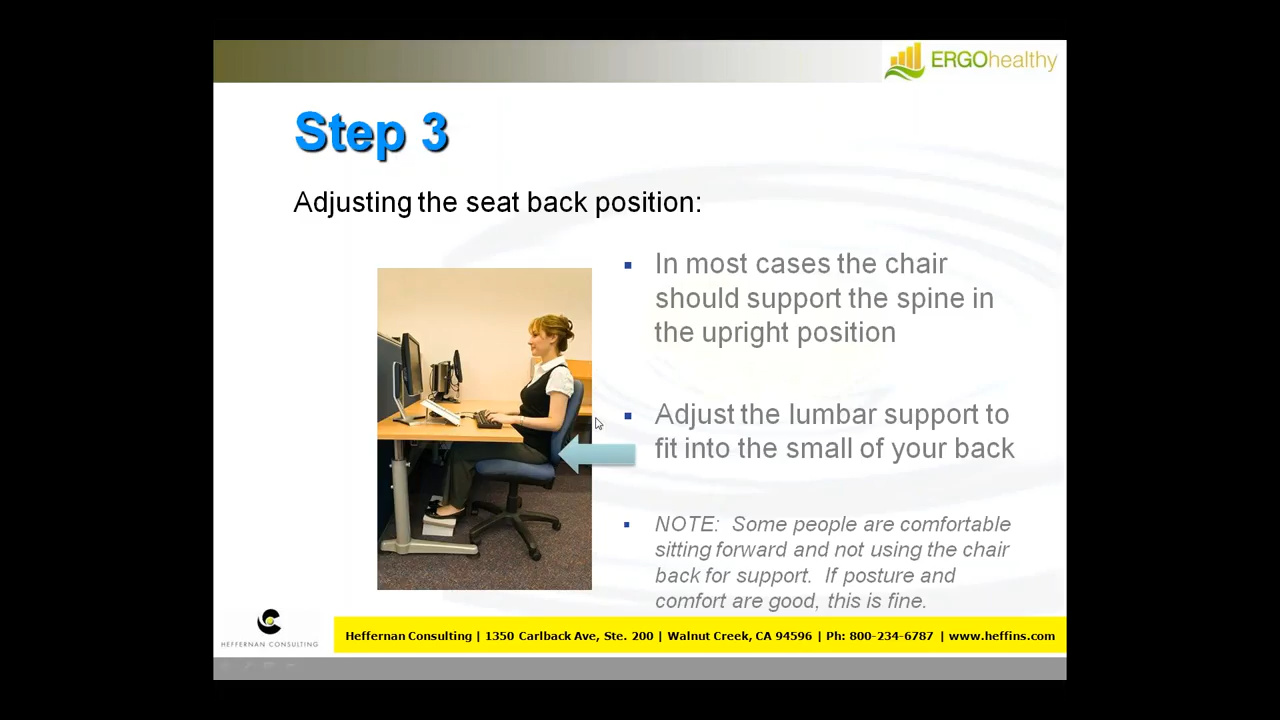 ERGOhealthy
Step 3
Adjusting the seat back position:
▪ In most cases the chair
should support the spine in
the upright position
▪ Adjust the lumbar support to
fit into the small of your back
▪ NOTE:  Some people are comfortable
sitting forward and not using the chair
back for support.  If posture and
comfort are good, this is fine.
HEFFERNAN CONSULTING
Heffernan Consulting | 1350 Carlback Ave, Ste. 200 | Walnut Creek, CA 94596 | Ph: 800-234-6787 | www.heffins.com